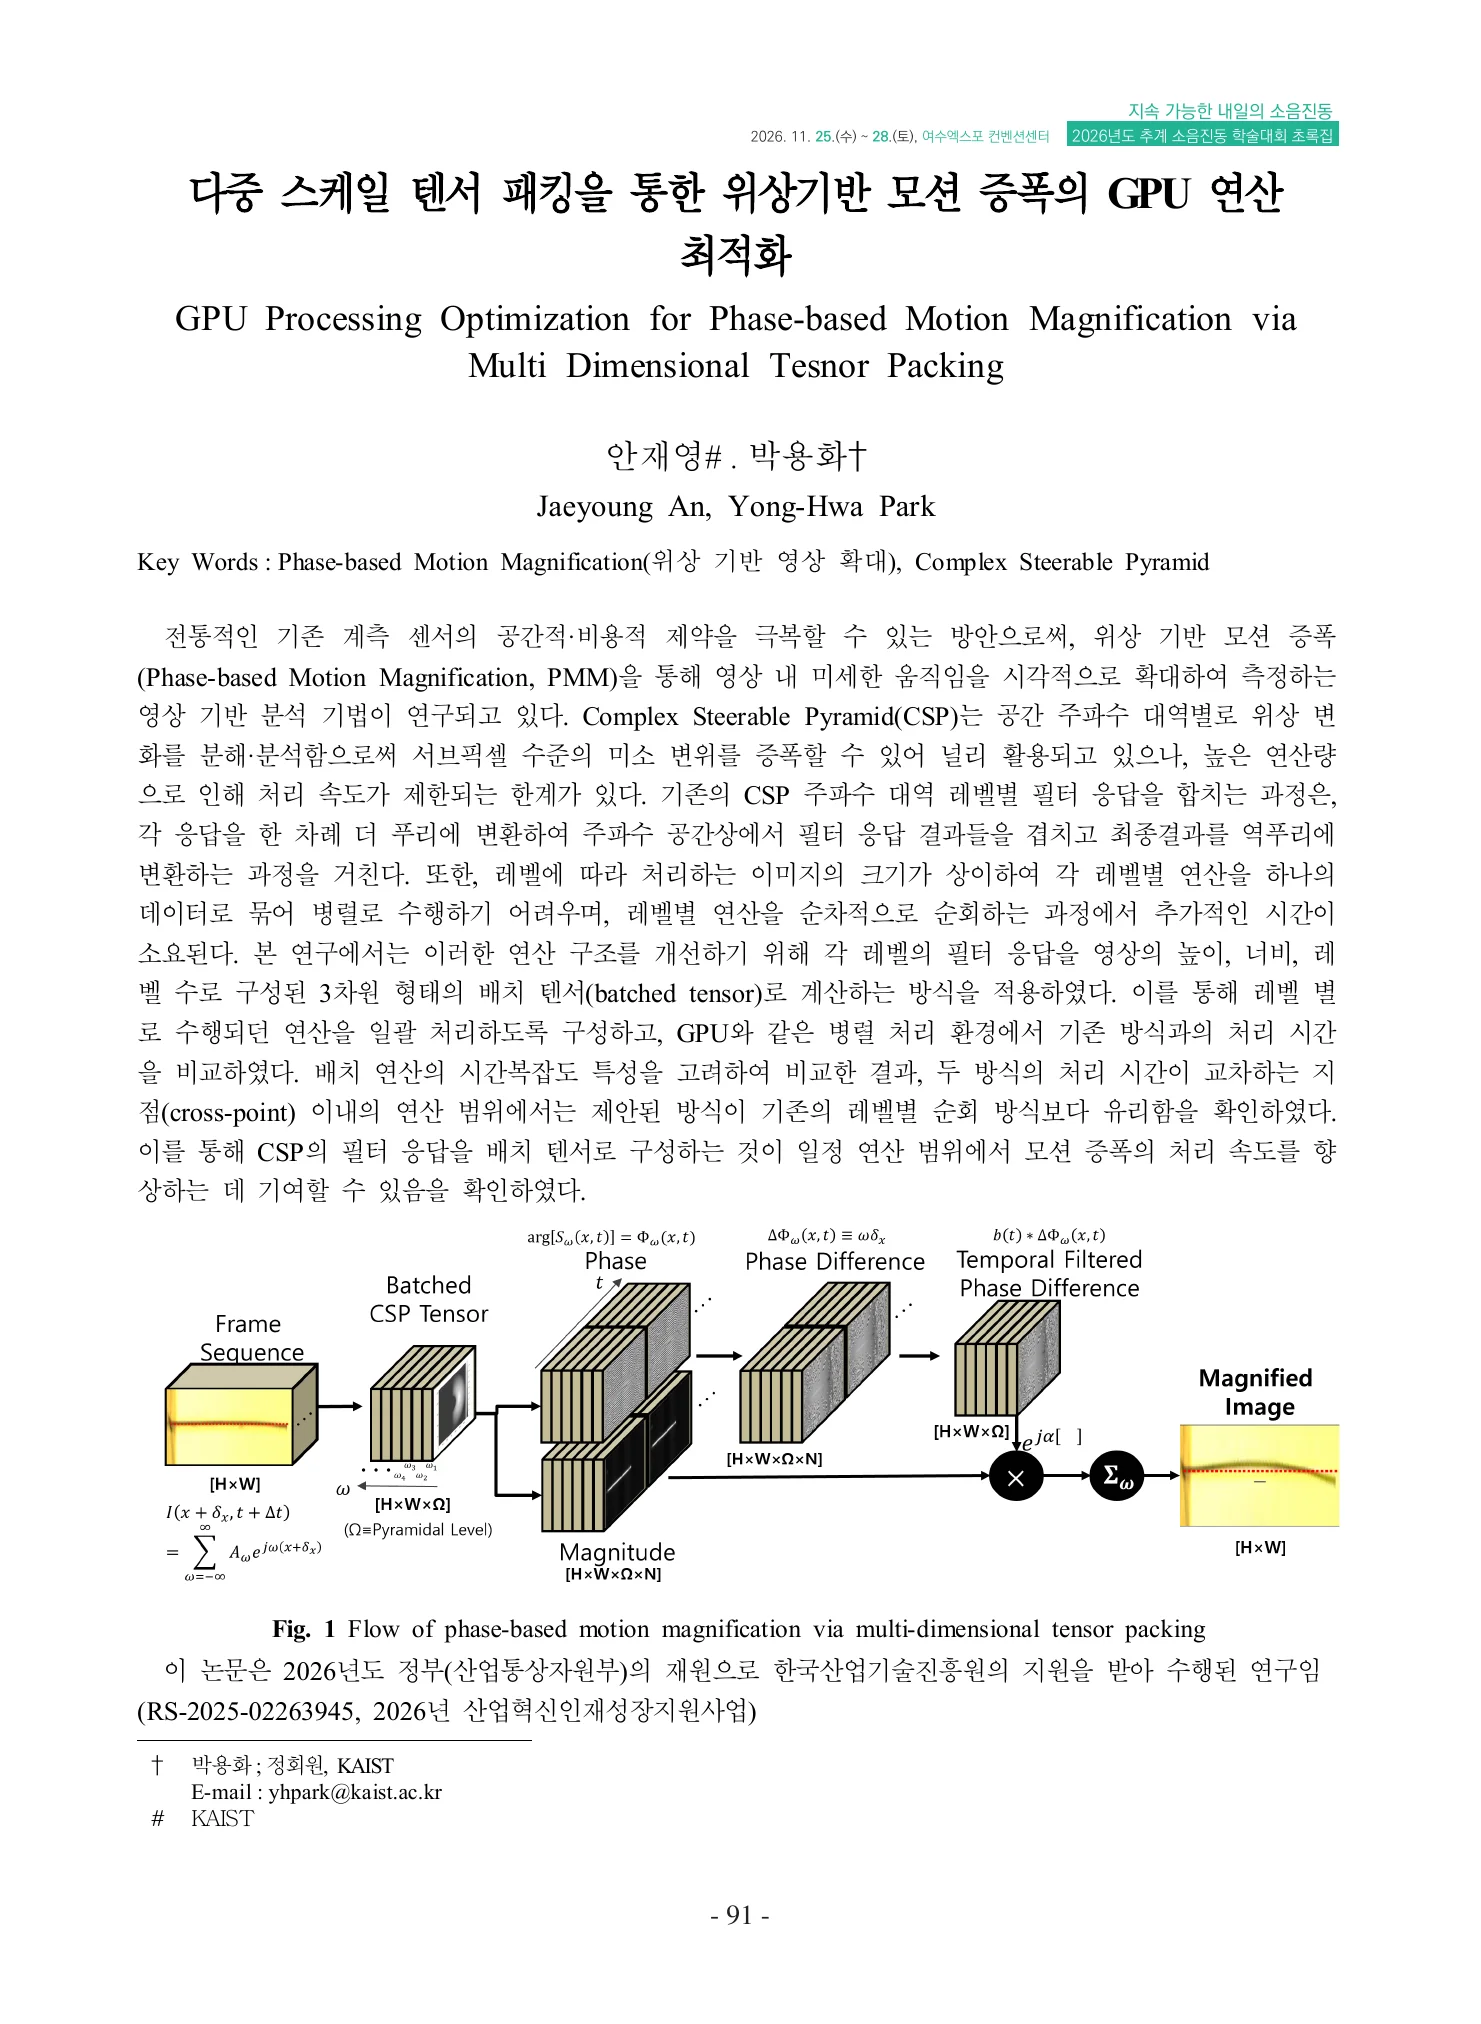 지속 가능한 내일의 소음진동
2026. 11. 25.(수) ~ 28.(토), 여수엑스포 컨벤션센터 2026년도 추계 소음진동 학술대회 초록집
다중 스케일 텐서 패킹을 통한 위상기반 모션 증폭의 GPU 연산
최적화
GPU Processing Optimization for Phase-based Motion Magnification via
Multi Dimensional Tesnor Packing
안재영# . 박용화†
Jaeyoung An, Yong-Hwa Park
Key Words : Phase-based Motion Magnification(위상 기반 영상 확대), Complex Steerable Pyramid
전통적인 기존 계측 센서의 공간적·비용적 제약을 극복할 수 있는 방안으로써, 위상 기반 모션 증폭
(Phase-based Motion Magnification, PMM)을 통해 영상 내 미세한 움직임을 시각적으로 확대하여 측정하는
영상 기반 분석 기법이 연구되고 있다. Complex Steerable Pyramid(CSP)는 공간 주파수 대역별로 위상 변
화를 분해·분석함으로써 서브픽셀 수준의 미소 변위를 증폭할 수 있어 널리 활용되고 있으나, 높은 연산량
으로 인해 처리 속도가 제한되는 한계가 있다. 기존의 CSP 주파수 대역 레벨별 필터 응답을 합치는 과정은,
각 응답을 한 차례 더 푸리에 변환하여 주파수 공간상에서 필터 응답 결과들을 겹치고 최종결과를 역푸리에
변환하는 과정을 거친다. 또한, 레벨에 따라 처리하는 이미지의 크기가 상이하여 각 레벨별 연산을 하나의
데이터로 묶어 병렬로 수행하기 어려우며, 레벨별 연산을 순차적으로 순회하는 과정에서 추가적인 시간이
소요된다. 본 연구에서는 이러한 연산 구조를 개선하기 위해 각 레벨의 필터 응답을 영상의 높이, 너비, 레
벨 수로 구성된 3차원 형태의 배치 텐서(batched tensor)로 계산하는 방식을 적용하였다. 이를 통해 레벨 별
로 수행되던 연산을 일괄 처리하도록 구성하고, GPU와 같은 병렬 처리 환경에서 기존 방식과의 처리 시간
을 비교하였다. 배치 연산의 시간복잡도 특성을 고려하여 비교한 결과, 두 방식의 처리 시간이 교차하는 지
점(cross-point) 이내의 연산 범위에서는 제안된 방식이 기존의 레벨별 순회 방식보다 유리함을 확인하였다.
이를 통해 CSP의 필터 응답을 배치 텐서로 구성하는 것이 일정 연산 범위에서 모션 증폭의 처리 속도를 향
상하는 데 기여할 수 있음을 확인하였다.
arg[S_ω(x, t)] = Φ_ω(x, t)
Phase
t
ΔΦ_ω(x, t) ≡ ωδ_x
Phase Difference
b(t) ∗ ΔΦ_ω(x, t)
Temporal Filtered
Phase Difference
Batched
CSP Tensor
Frame
Sequence
Magnified
Image
[H×W×Ω]
e^{jα[ ]}
[H×W×Ω×N]
×
Σ_ω
ω_3 ω_1
ω_4 ω_2
ω
[H×W×Ω]
(Ω≡Pyramidal Level)
[H×W]
I(x + δ_x, t + Δt)
= ∑_{ω=−∞}^{∞} A_ω e^{jω(x+δ_x)}
Magnitude
[H×W×Ω×N]
[H×W]
Fig. 1 Flow of phase-based motion magnification via multi-dimensional tensor packing
이 논문은 2026년도 정부(산업통상자원부)의 재원으로 한국산업기술진흥원의 지원을 받아 수행된 연구임
(RS-2025-02263945, 2026년 산업혁신인재성장지원사업)
† 박용화 ; 정회원, KAIST
E-mail : yhpark@kaist.ac.kr
# KAIST
- 91 -